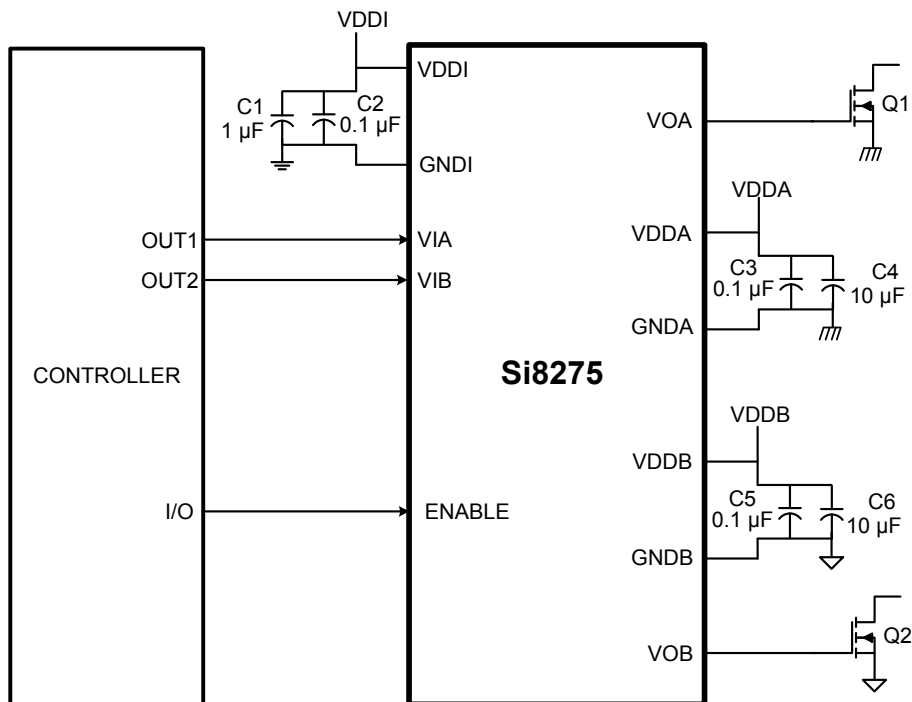 VDDI
VDDI
C1
1 µF
C2
0.1 µF
GNDI
VOA
Q1
VDDA
VDDA
C3
0.1 µF
C4
10 µF
GNDA
OUT1
VIA
OUT2
VIB
CONTROLLER
Si8275
VDDB
VDDB
C5
0.1 µF
C6
10 µF
GNDB
I/O
ENABLE
VOB
Q2